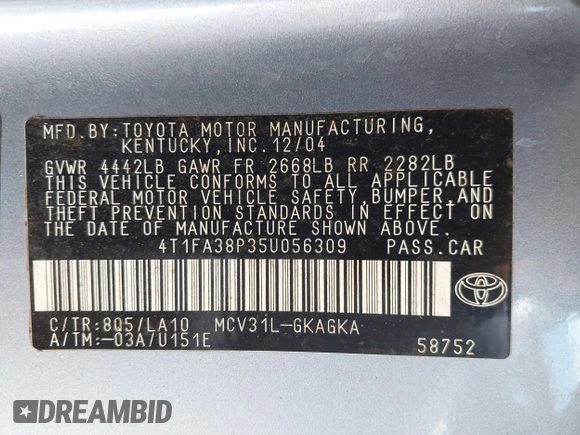 MFD.BY:TOYOTA MOTOR MANUFACTURING,
KENTUCKY, INC. 12/04
GVWR 4442LB GAWR FR 2668LB RR 2282LB
THIS VEHICLE CONFORMS TO ALL APPLICABLE
FEDERAL MOTOR VEHICLE SAFETY, BUMPER, AND
THEFT PREVENTION STANDARDS IN EFFECT ON
THE DATE OF MANUFACTURE SHOWN ABOVE.
4T1FA38P35U056309 PASS.CAR
C/TR:8Q5/LA10 MCV31L-GKAGKA
A/TM:-03A/U151E 58752
DREAMBID